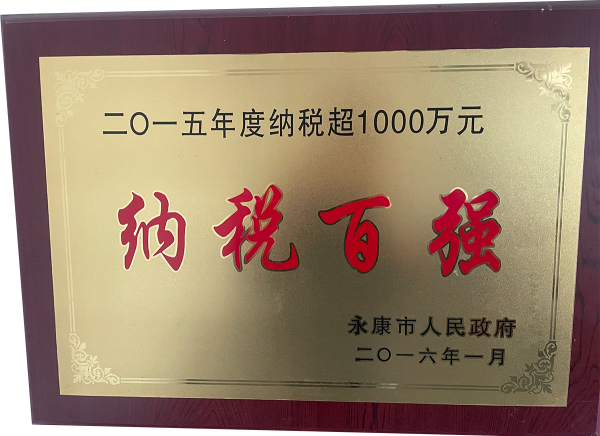 二〇一五年度纳税超1000万元
纳税百强
永康市人民政府
二〇一六年一月